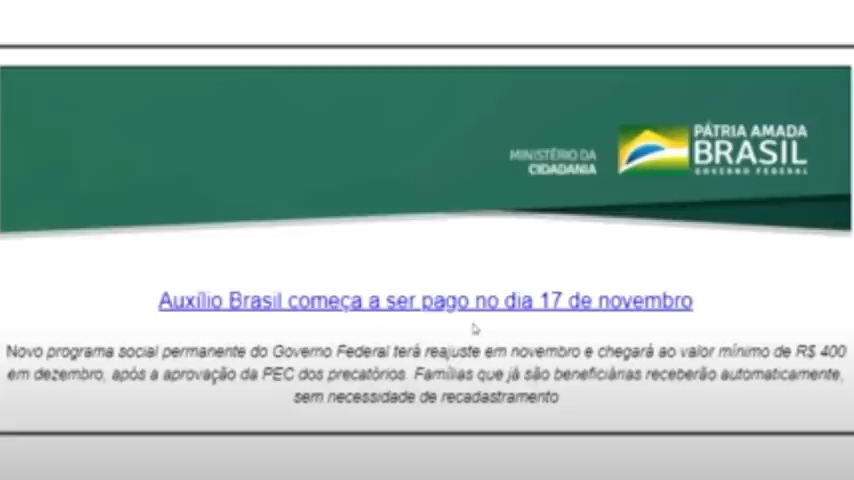 MINISTÉRIO DA
CIDADANIA
PÁTRIA AMADA
BRASIL
GOVERNO FEDERAL
Auxílio Brasil começa a ser pago no dia 17 de novembro
Novo programa social permanente do Governo Federal terá reajuste em novembro e chegará ao valor mínimo de R$ 400
em dezembro, após a aprovação da PEC dos precatórios. Famílias que já são beneficiárias receberão automaticamente,
sem necessidade de recadastramento